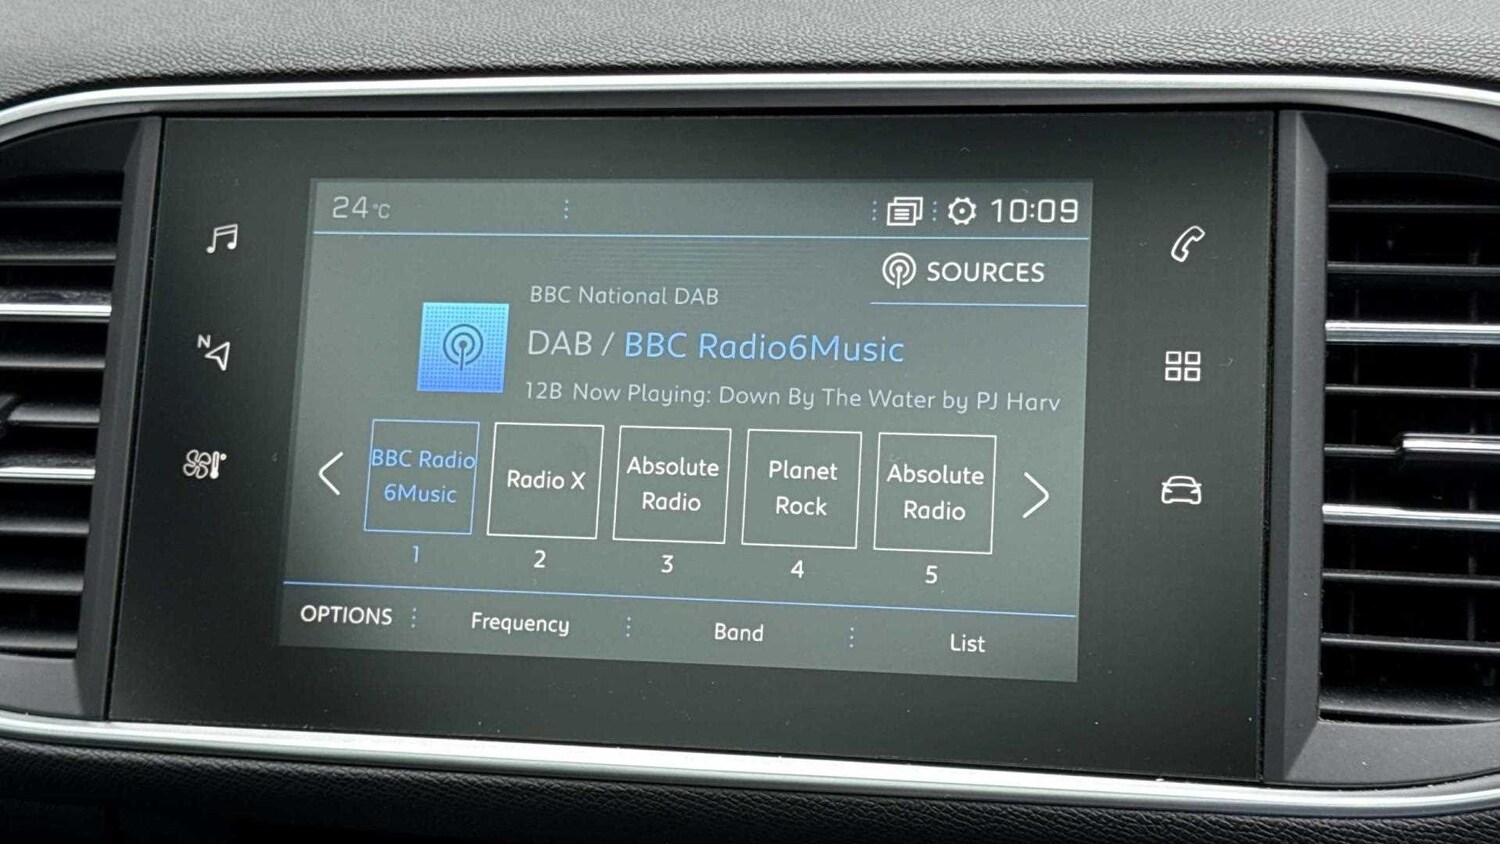 24°C
10:09
SOURCES
BBC National DAB
DAB / BBC Radio6Music
12B Now Playing: Down By The Water by PJ Harv
N
BBC Radio
6Music
Radio X
Absolute
Radio
Planet
Rock
Absolute
Radio
1
2
3
4
5
OPTIONS
Frequency
Band
List